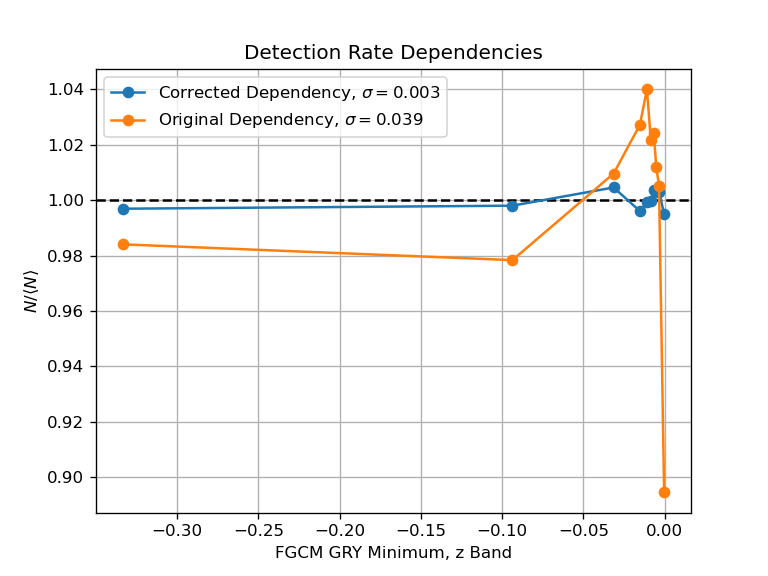 Detection Rate Dependencies
Corrected Dependency, σ = 0.003
Original Dependency, σ = 0.039
1.04
1.02
1.00
0.98
0.96
0.94
0.92
0.90
N/⟨N⟩
−0.30 −0.25 −0.20 −0.15 −0.10 −0.05 0.00
FGCM GRY Minimum, z Band